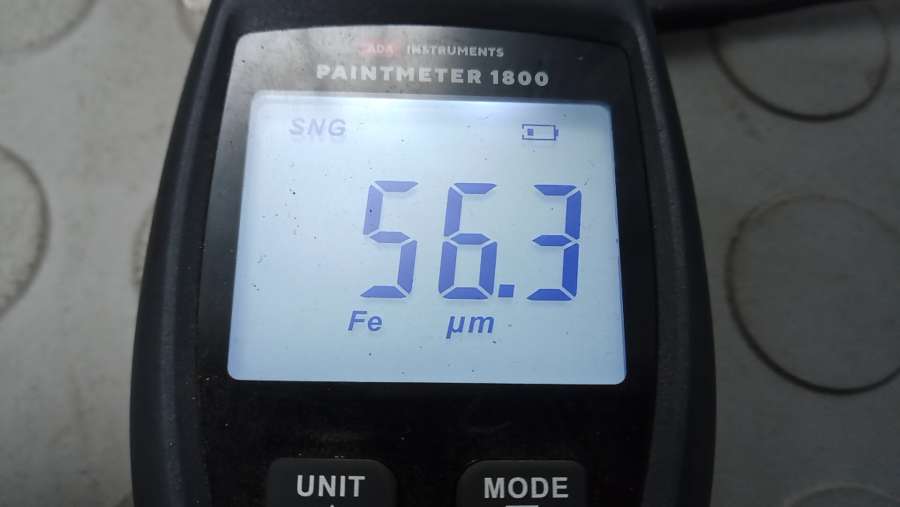 ADA INSTRUMENTS
PAINTMETER 1800
SNG
56.3
Fe µm
UNIT MODE